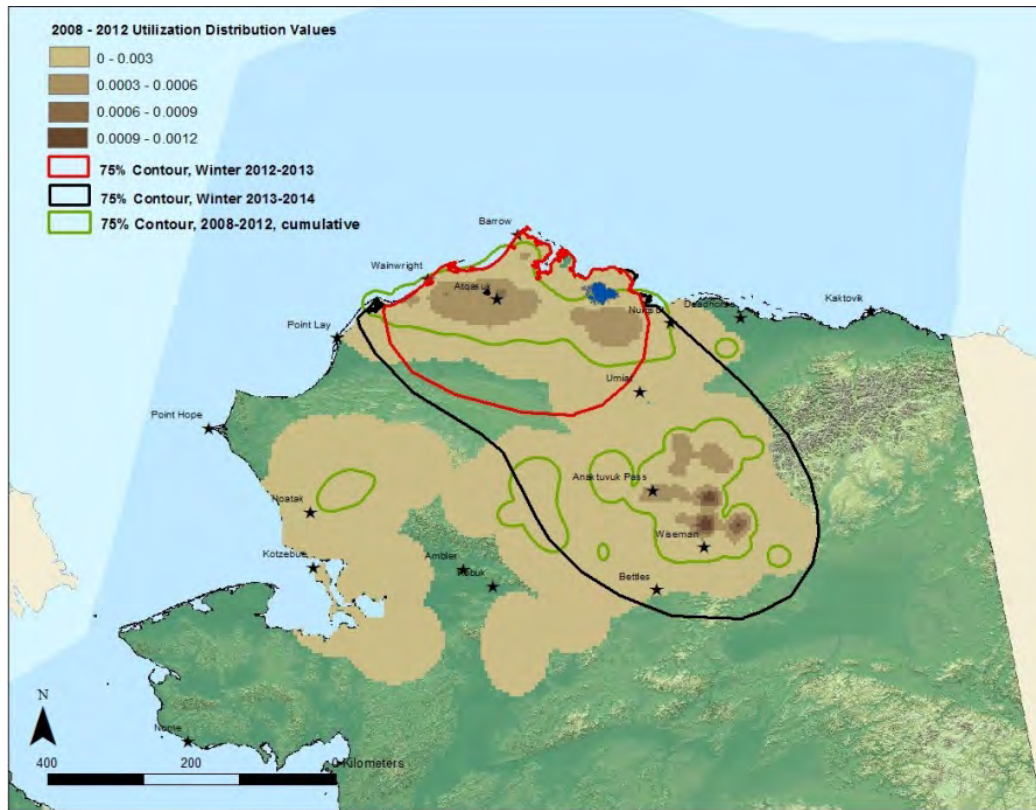 2008 - 2012 Utilization Distribution Values
0 - 0.003
0.0003 - 0.0006
0.0006 - 0.0009
0.0009 - 0.0012
75% Contour, Winter 2012-2013
75% Contour, Winter 2013-2014
75% Contour, 2008-2012, cumulative
Barrow
Wainwright
Atqasuk
Nuiqsut
Deadhorse
Kaktovik
Point Lay
Umiat
Point Hope
Anaktuvuk Pass
Noatak
Wiseman
Kotzebue
Ambler
Kobuk
Bettles
N
Nome
400 200 0 Kilometers